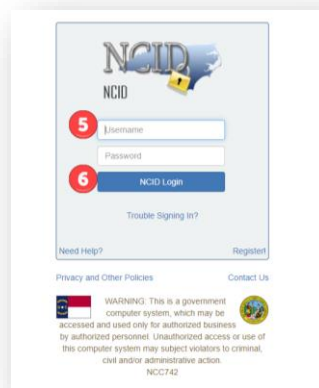 NCID
NCID
5
Username
Password
6
NCID Login
Trouble Signing In?
Need Help? Register!
Privacy and Other Policies Contact Us
WARNING: This is a government
computer system, which may be
accessed and used only for authorized business
by authorized personnel. Unauthorized access or use of
this computer system may subject violators to criminal,
civil and/or administrative action.
NCC742